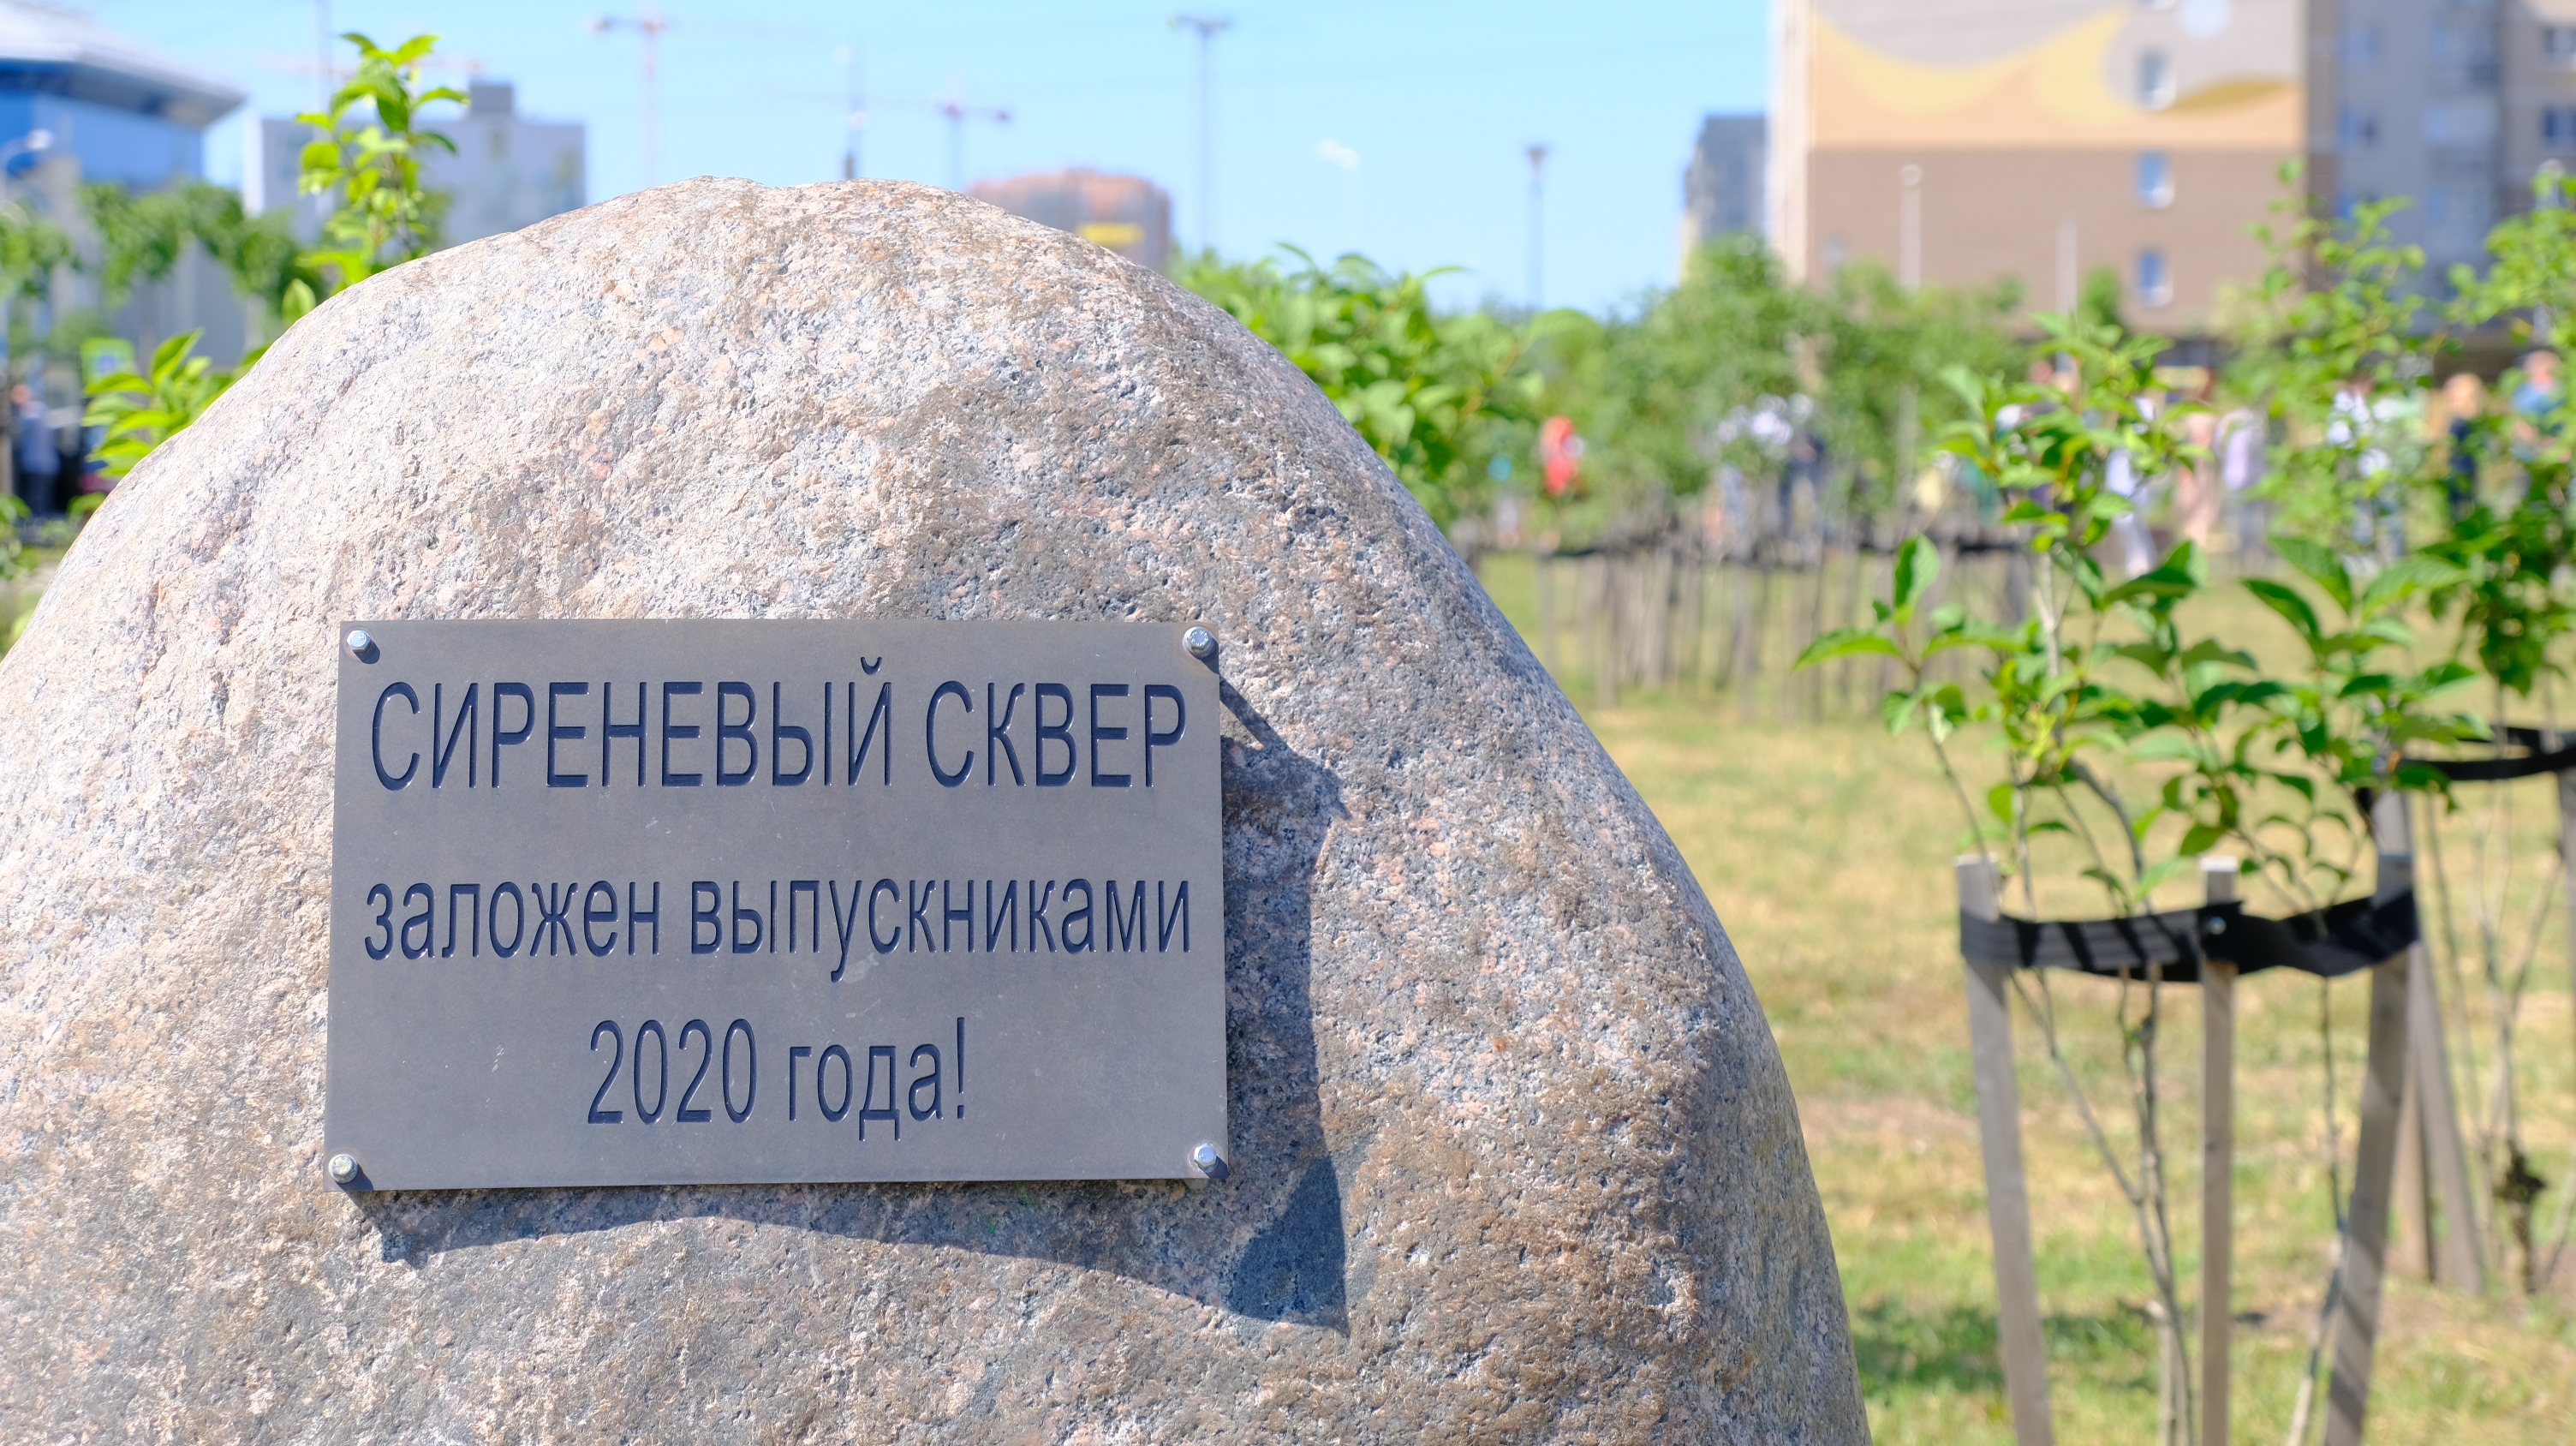 СИРЕНЕВЫЙ СКВЕР
заложен выпускниками
2020 года!